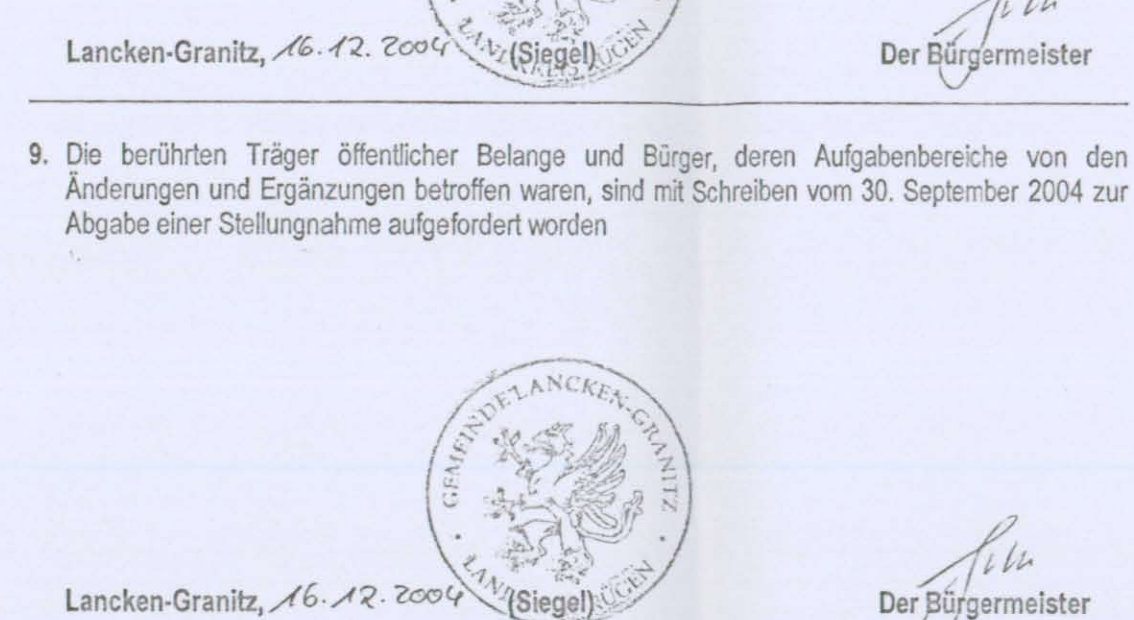 Lancken-Granitz, 16.12.2004 (Siegel) Der Bürgermeister
LANDKREIS RÜGEN
9. Die berührten Träger öffentlicher Belange und Bürger, deren Aufgabenbereiche von den
Änderungen und Ergänzungen betroffen waren, sind mit Schreiben vom 30. September 2004 zur
Abgabe einer Stellungnahme aufgefordert worden
GEMEINDE LANCKEN-GRANITZ
Lancken-Granitz, 16.12.2004 (Siegel) Der Bürgermeister